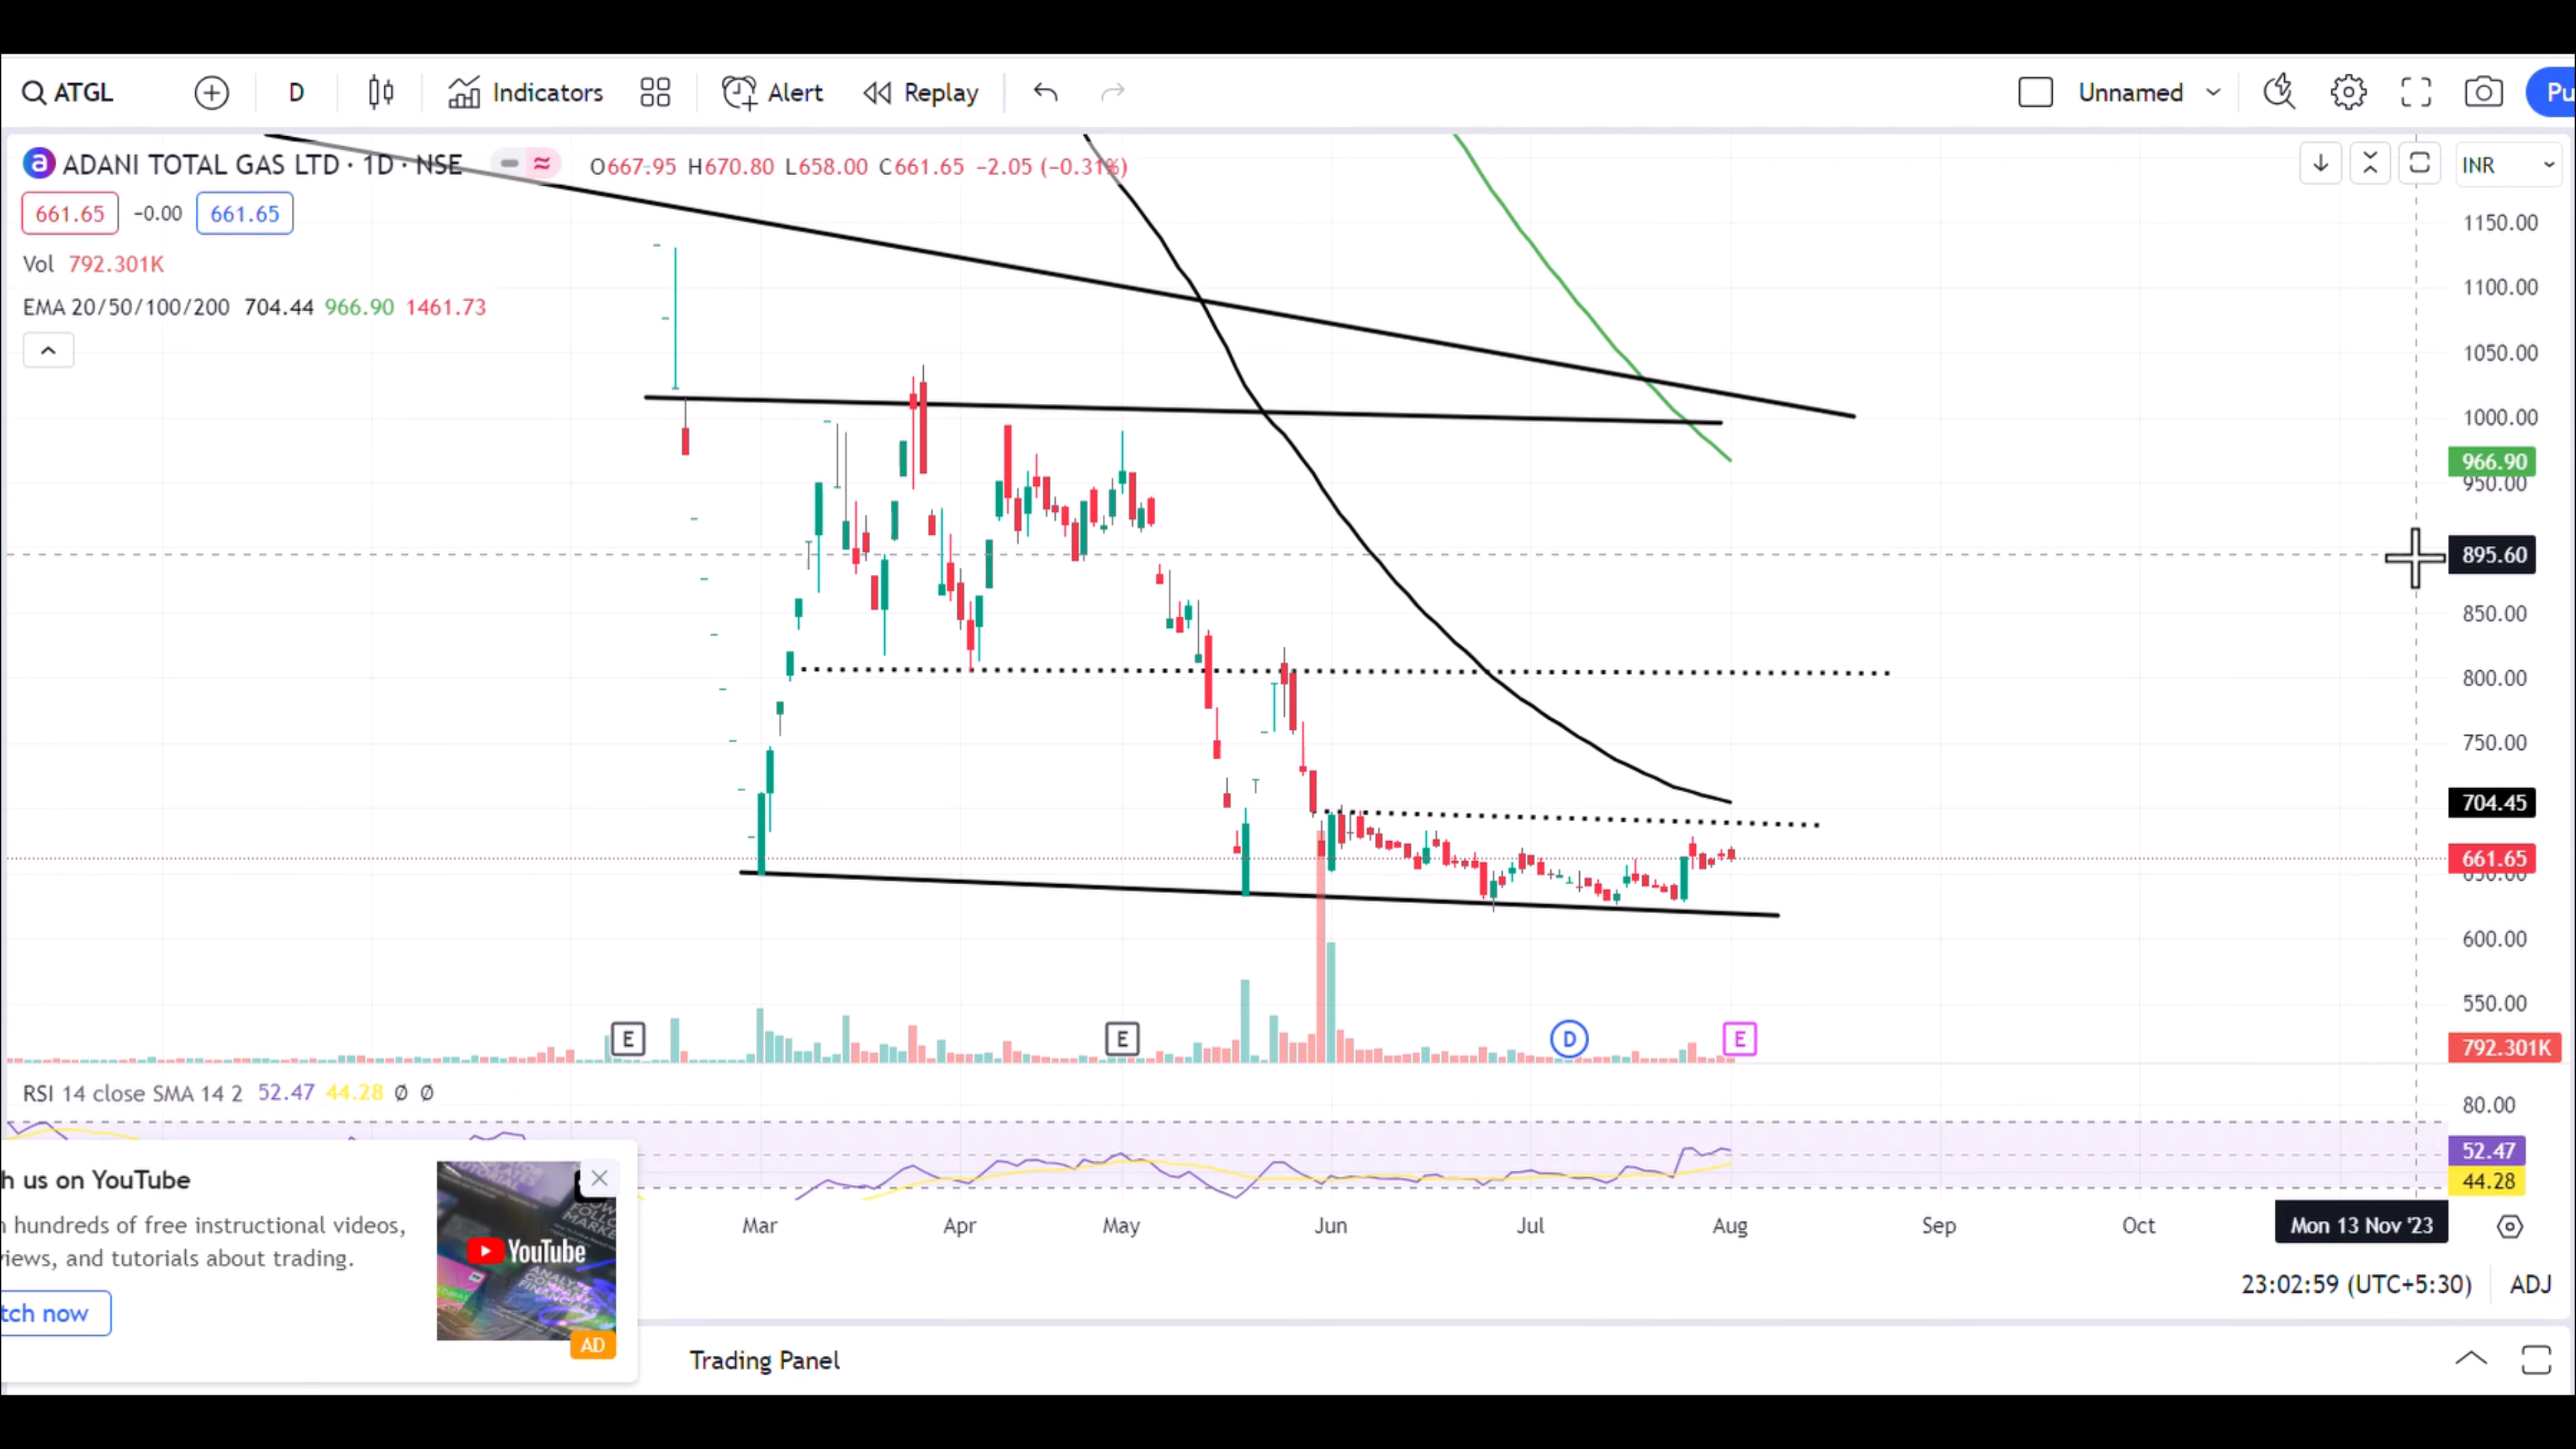 ATGL D Indicators Alert Replay Unnamed Pu
ADANI TOTAL GAS LTD · 1D · NSE O667.95 H670.80 L658.00 C661.65 −2.05 (−0.31%) INR
661.65 −0.00 661.65
Vol 792.301K
EMA 20/50/100/200 704.44 966.90 1461.73
1150.00
1100.00
1050.00
1000.00
966.90
950.00
895.60
850.00
800.00
750.00
704.45
661.65
650.00
600.00
550.00
E E D E
792.301K
RSI 14 close SMA 14 2 52.47 44.28 Ø Ø
80.00
52.47
44.28
Mar Apr May Jun Jul Aug Sep Oct Mon 13 Nov '23
h us on YouTube
hundreds of free instructional videos,
views, and tutorials about trading.
tch now
YouTube
AD
23:02:59 (UTC+5:30) ADJ
Trading Panel